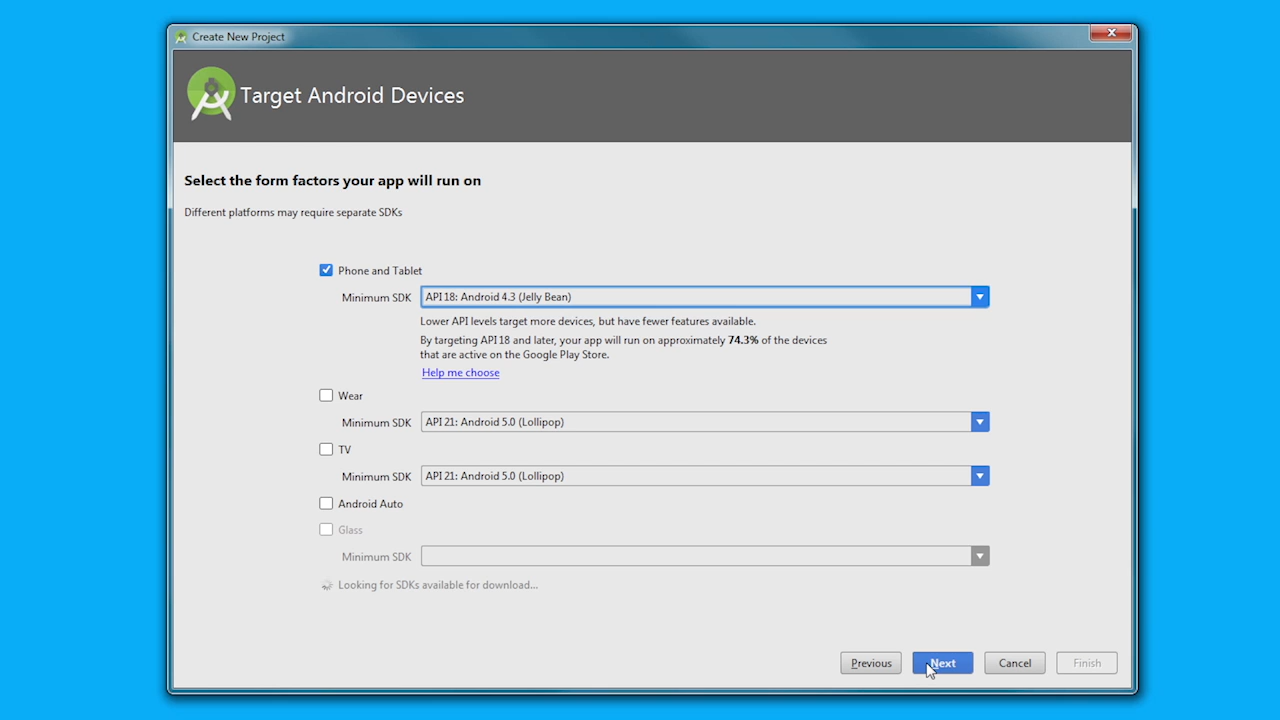 Create New Project
Target Android Devices
Select the form factors your app will run on
Different platforms may require separate SDKs
Phone and Tablet
Minimum SDK API 18: Android 4.3 (Jelly Bean)
Lower API levels target more devices, but have fewer features available.
By targeting API 18 and later, your app will run on approximately 74.3% of the devices
that are active on the Google Play Store.
Help me choose
Wear
Minimum SDK API 21: Android 5.0 (Lollipop)
TV
Minimum SDK API 21: Android 5.0 (Lollipop)
Android Auto
Glass
Minimum SDK
Looking for SDKs available for download...
Previous Next Cancel Finish